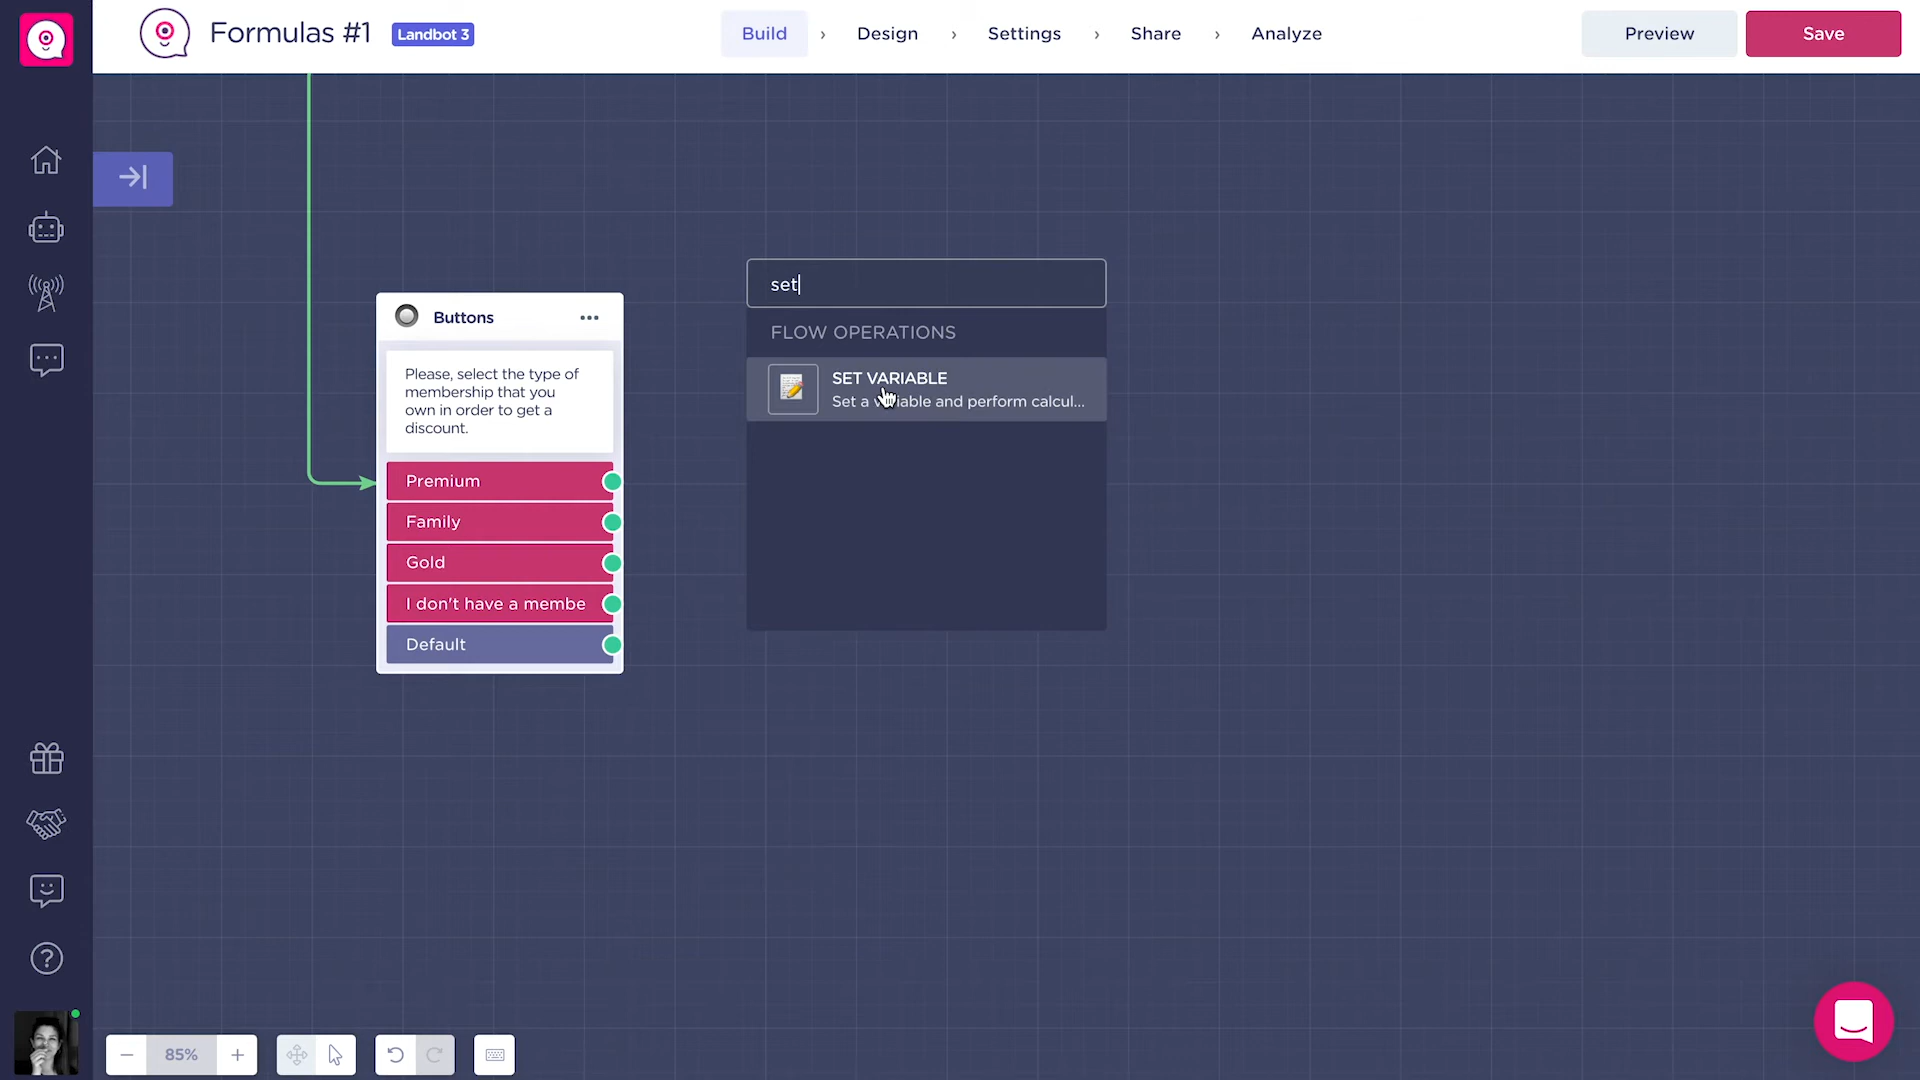 Formulas #1
Landbot 3
Build
Design
Settings
Share
Analyze
Preview
Save
set
FLOW OPERATIONS
SET VARIABLE
Set a variable and perform calcul...
Buttons
Please, select the type of
membership that you
own in order to get a
discount.
Premium
Family
Gold
I don't have a membe
Default
85%